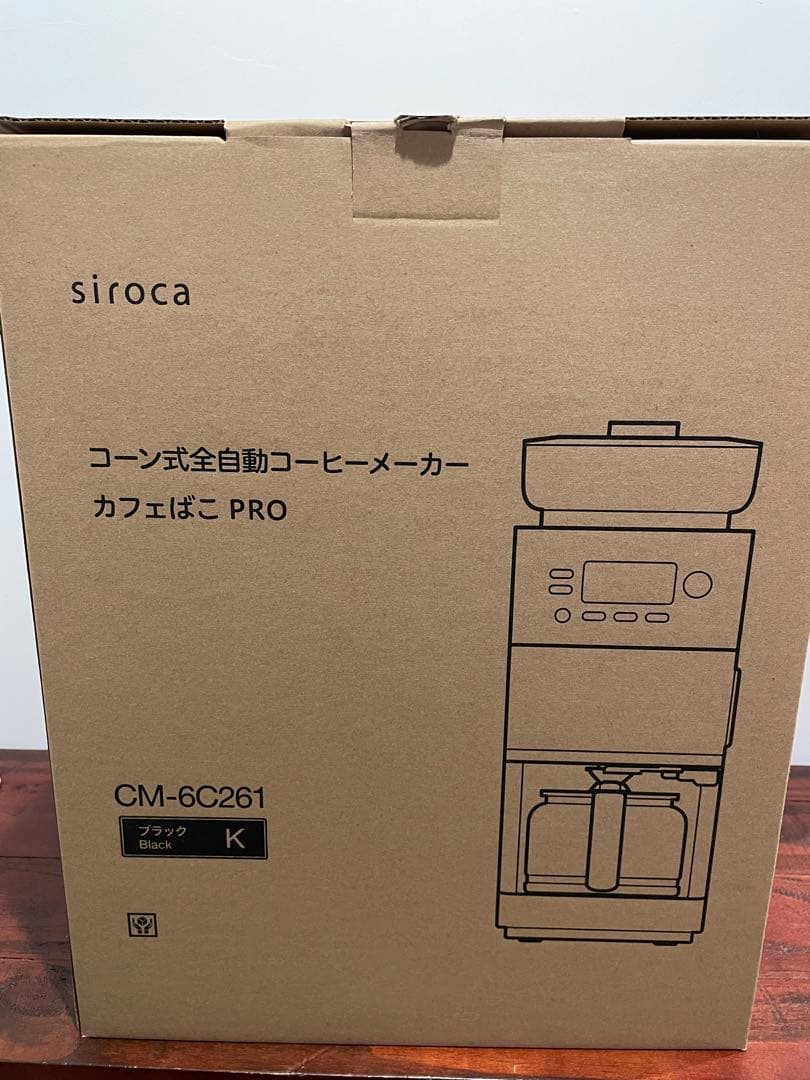 siroca
コーン式全自動コーヒーメーカー
カフェばこ PRO
CM-6C261
ブラック
Black
K